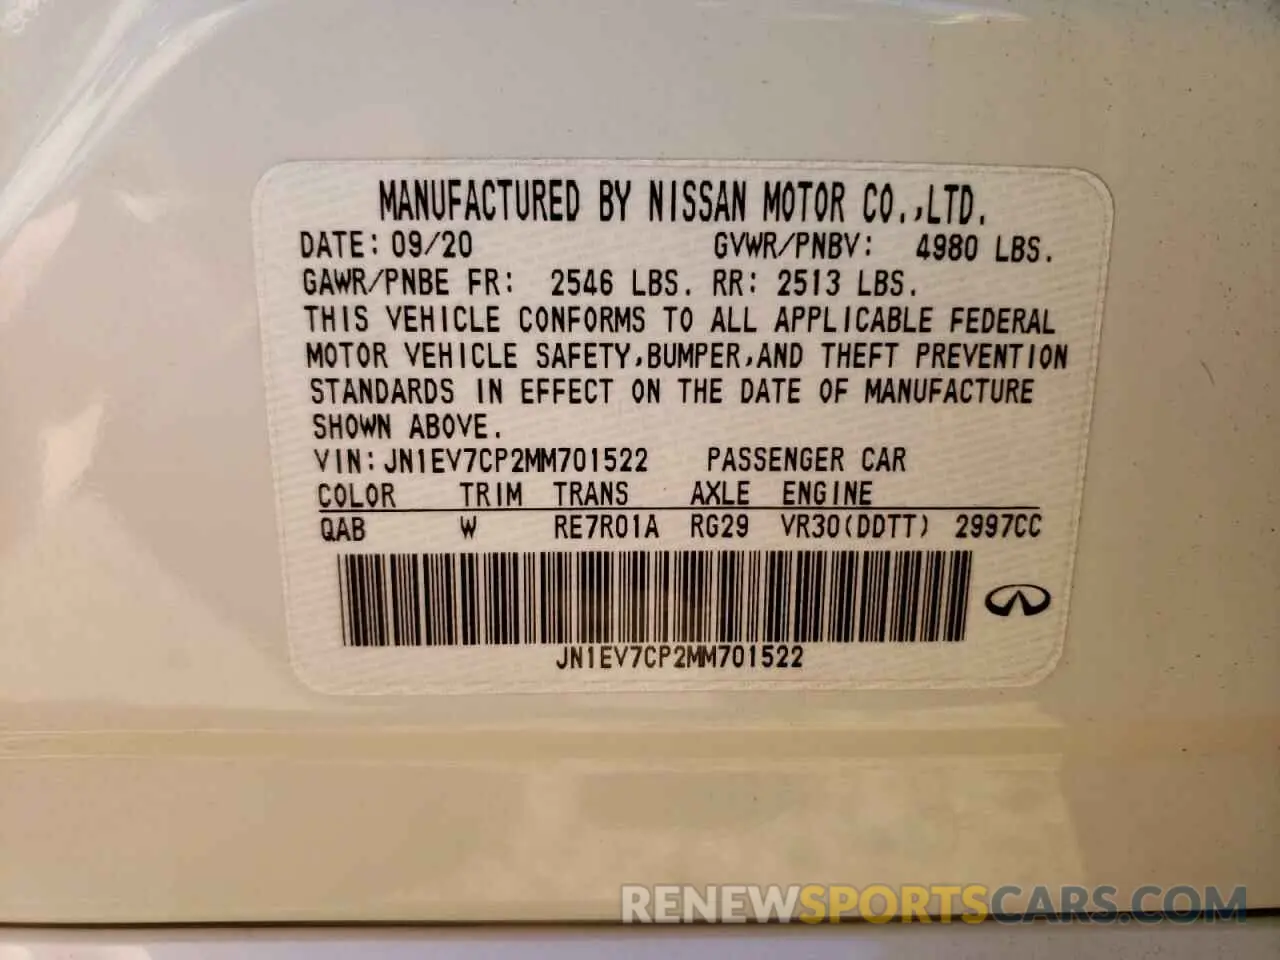 MANUFACTURED BY NISSAN MOTOR CO.,LTD.
DATE: 09/20 GVWR/PNBV: 4980 LBS.
GAWR/PNBE FR: 2546 LBS. RR: 2513 LBS.
THIS VEHICLE CONFORMS TO ALL APPLICABLE FEDERAL
MOTOR VEHICLE SAFETY,BUMPER,AND THEFT PREVENTION
STANDARDS IN EFFECT ON THE DATE OF MANUFACTURE
SHOWN ABOVE.
VIN: JN1EV7CP2MM701522 PASSENGER CAR
COLOR TRIM TRANS AXLE ENGINE
QAB W RE7R01A RG29 VR30(DDTT) 2997CC
JN1EV7CP2MM701522
RENEWSPORTSCARS.COM